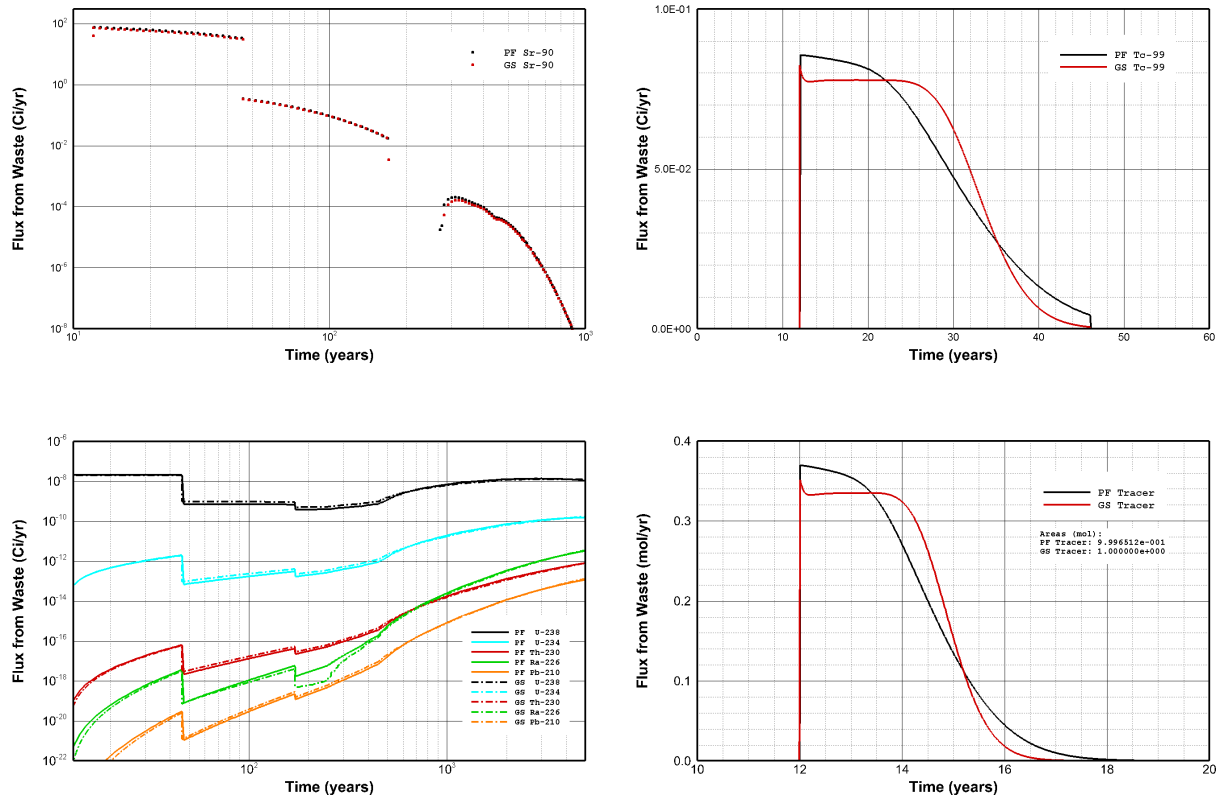 Flux from Waste (Ci/yr)
10^2
10^0
10^-2
10^-4
10^-6
10^-8
10^1
10^2
10^3
Time (years)
PF Sr-90
GS Sr-90
Flux from Waste (Ci/yr)
1.0E-01
5.0E-02
0.0E+00
0
10
20
30
40
50
60
Time (years)
PF Tc-99
GS Tc-99
Flux from Waste (Ci/yr)
10^-6
10^-8
10^-10
10^-12
10^-14
10^-16
10^-18
10^-20
10^-22
10^2
10^3
Time (years)
PF U-238
PF U-234
PF Th-230
PF Ra-226
PF Pb-210
GS U-238
GS U-234
GS Th-230
GS Ra-226
GS Pb-210
Flux from Waste (mol/yr)
0.4
0.3
0.2
0.1
0.0
10
12
14
16
18
20
Time (years)
PF Tracer
GS Tracer
Areas (mol):
PF Tracer: 9.996512e-001
GS Tracer: 1.000000e+000